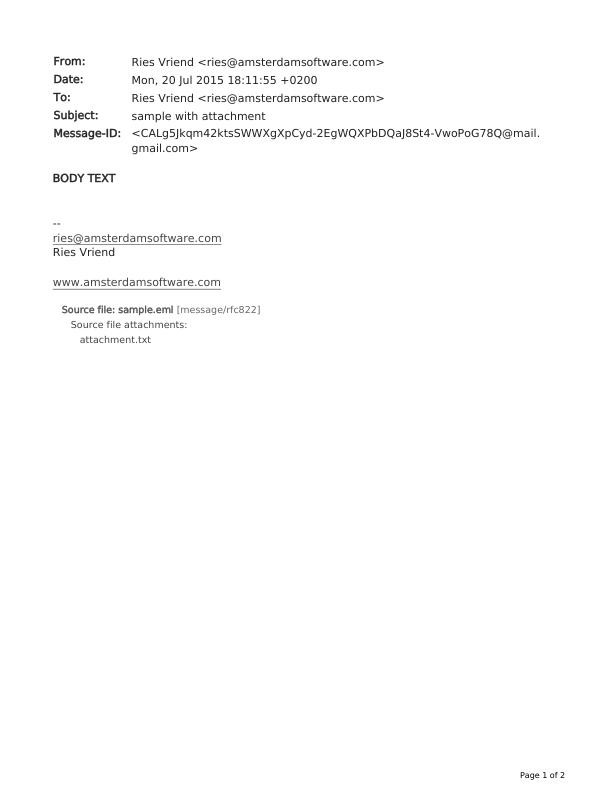 From: Ries Vriend <ries@amsterdamsoftware.com>
Date: Mon, 20 Jul 2015 18:11:55 +0200
To: Ries Vriend <ries@amsterdamsoftware.com>
Subject: sample with attachment
Message-ID: <CALg5Jkqm42ktsSWWXgXpCyd-2EgWQXPbDQaJ8St4-VwoPoG78Q@mail.
gmail.com>
BODY TEXT
--
ries@amsterdamsoftware.com
Ries Vriend
www.amsterdamsoftware.com
Source file: sample.eml [message/rfc822]
Source file attachments:
attachment.txt
Page 1 of 2